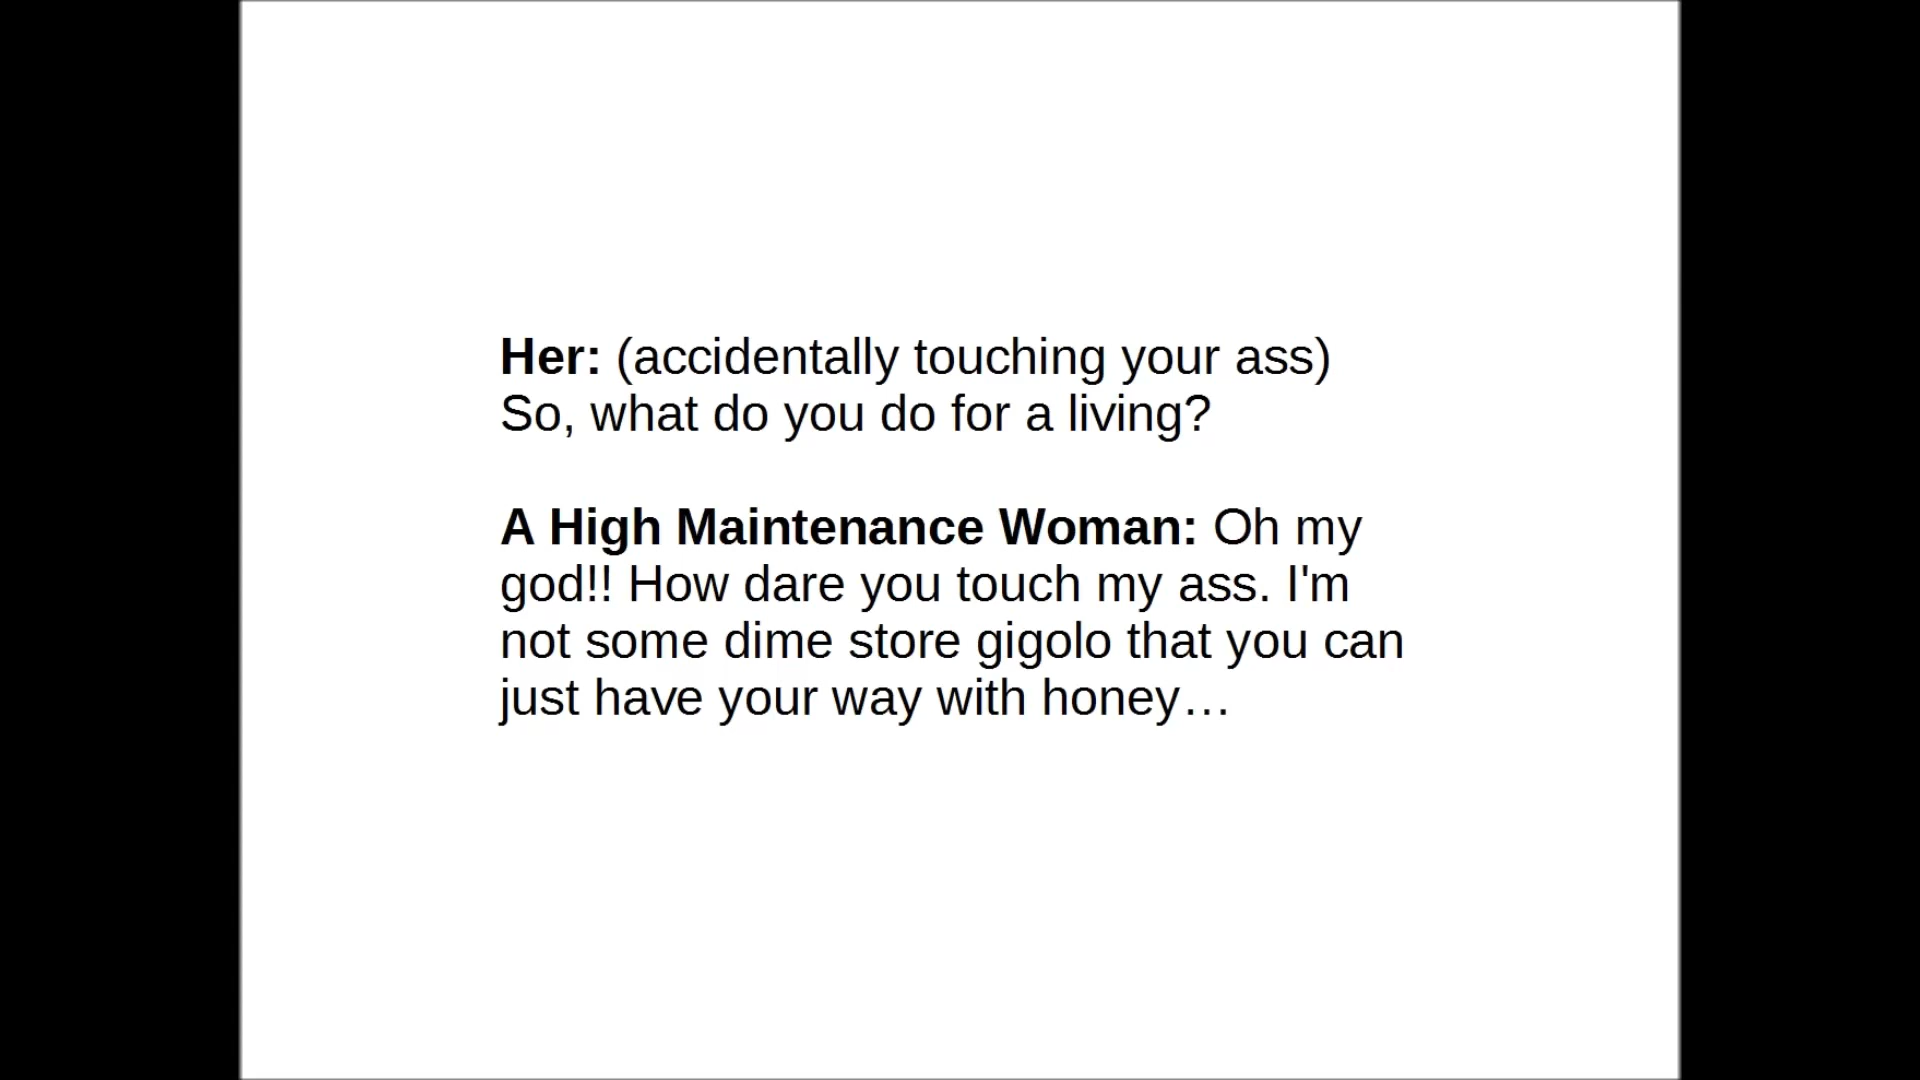 Her: (accidentally touching your ass)
So, what do you do for a living?
A High Maintenance Woman: Oh my
god!! How dare you touch my ass. I'm
not some dime store gigolo that you can
just have your way with honey…